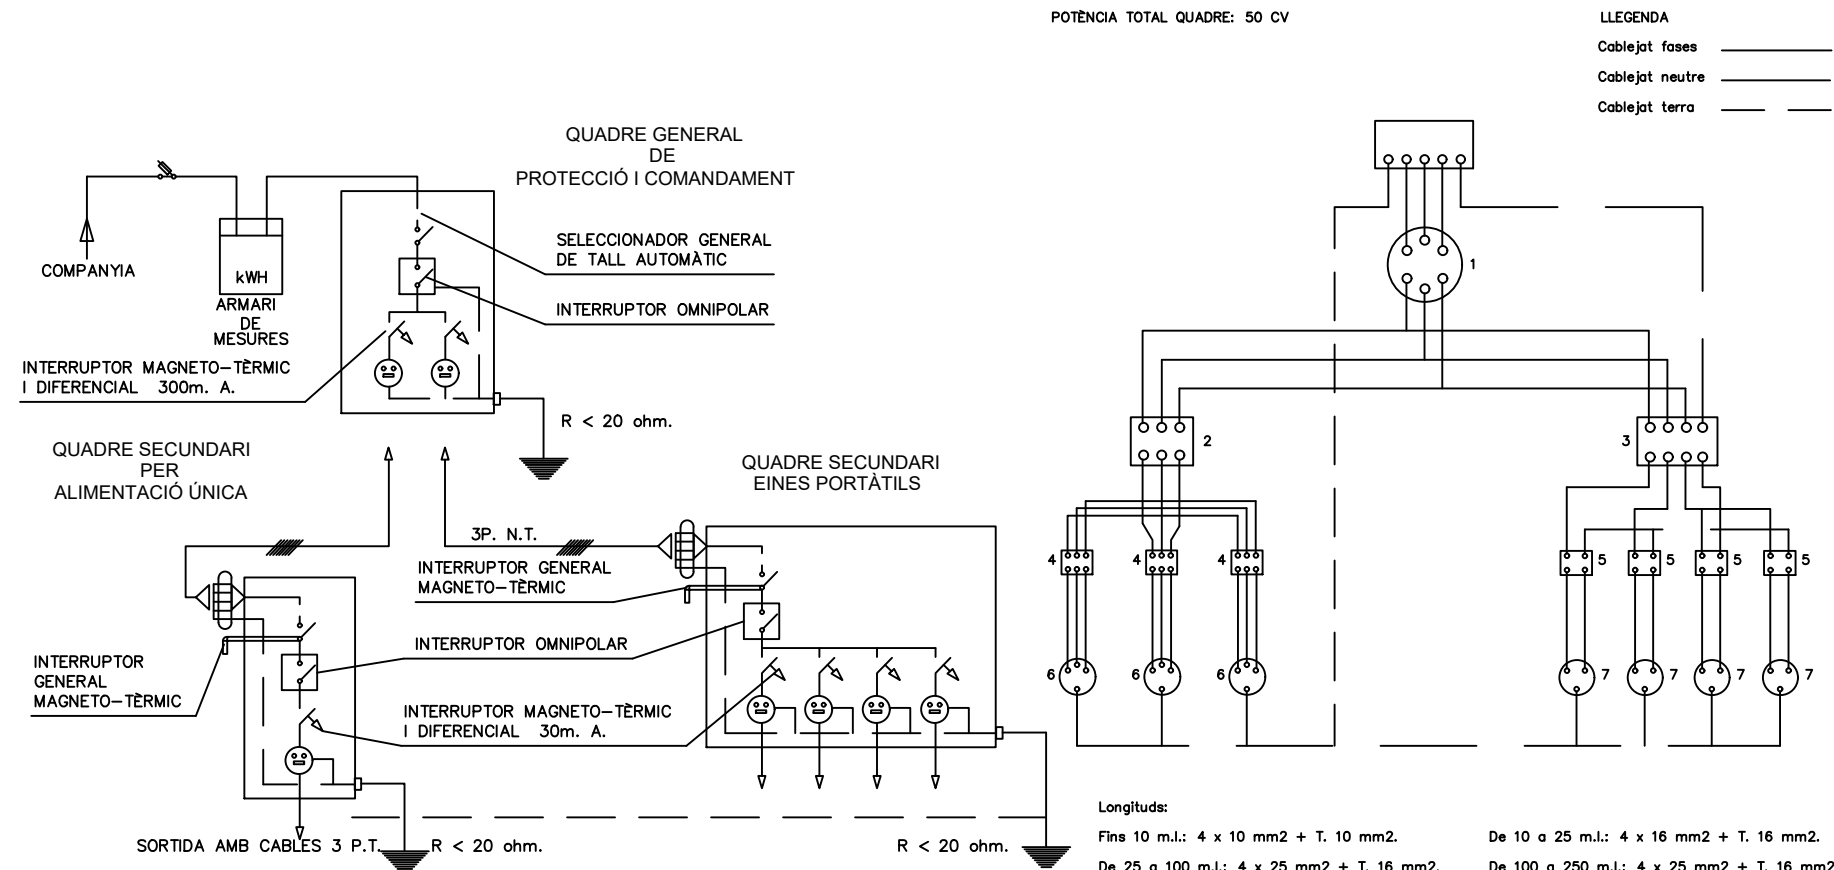 POTÈNCIA TOTAL QUADRE: 50 CV
LLEGENDA
Cablejat fases
Cablejat neutre
Cablejat terra
QUADRE GENERAL
DE
PROTECCIÓ I COMANDAMENT
COMPANYIA
kWH
ARMARI
DE
MESURES
SELECCIONADOR GENERAL
DE TALL AUTOMÀTIC
INTERRUPTOR OMNIPOLAR
INTERRUPTOR MAGNETO-TÈRMIC
I DIFERENCIAL 300m. A.
R < 20 ohm.
QUADRE SECUNDARI
PER
ALIMENTACIÓ ÚNICA
QUADRE SECUNDARI
EINES PORTÀTILS
3P. N.T.
INTERRUPTOR GENERAL
MAGNETO-TÈRMIC
INTERRUPTOR OMNIPOLAR
INTERRUPTOR
GENERAL
MAGNETO-TÈRMIC
INTERRUPTOR MAGNETO-TÈRMIC
I DIFERENCIAL 30m. A.
SORTIDA AMB CABLES 3 P.T.
R < 20 ohm.
R < 20 ohm.
1
2
3
4 4 4
5 5 5 5
6 6 6
7 7 7 7
Longituds:
Fins 10 m.l.: 4 x 10 mm2 + T. 10 mm2.
De 10 a 25 m.l.: 4 x 16 mm2 + T. 16 mm2.
De 25 a 100 m.l.: 4 x 25 mm2 + T. 16 mm2.
De 100 a 250 m.l.: 4 x 25 mm2 + T. 16 mm2